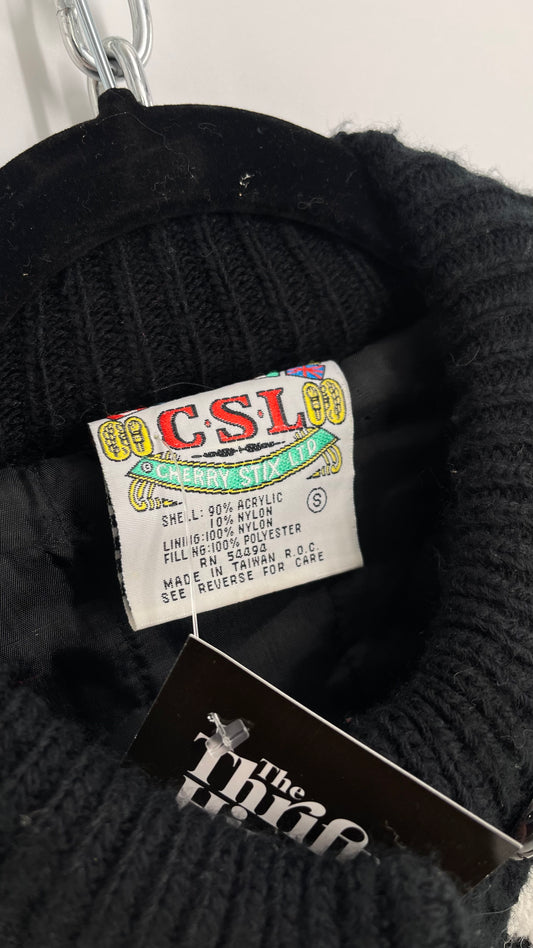 C·S·L
CHERRY STIX LTD
SHELL: 90% ACRYLIC
10% NYLON
S
LINING:100% NYLON
FILLING:100% POLYESTER
RN 54494
MADE IN TAIWAN R.O.C.
SEE REVERSE FOR CARE
The